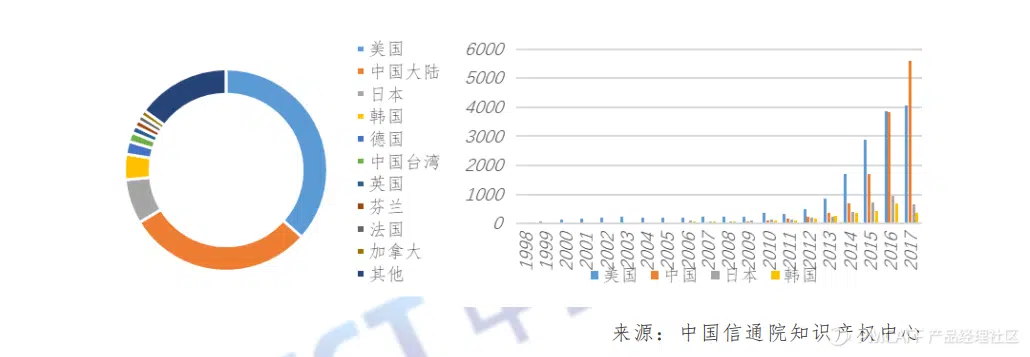 美国
中国大陆
日本
韩国
德国
中国台湾
英国
芬兰
法国
加拿大
其他
6000
5000
4000
3000
2000
1000
0
1998 1999 2000 2001 2002 2003 2004 2005 2006 2007 2008 2009 2010 2011 2012 2013 2014 2015 2016 2017
美国 中国 日本 韩国
来源：中国信通院知识产权中心
产品经理社区